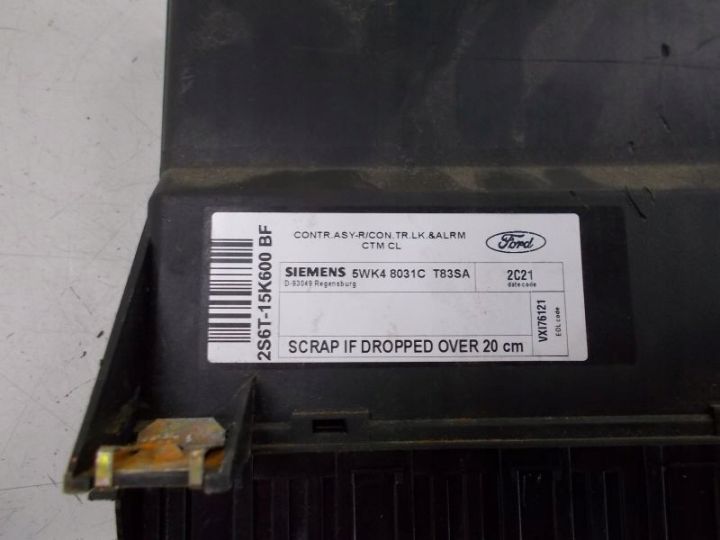 CONTR.ASY-R/CON.TR.LK.&ALRM
CTM CL
Ford
SIEMENS 5WK4 8031C T83SA
D-93049 Regensburg
2C21
date code
2S6T-15K600 BF
VXI76121
EOL code
SCRAP IF DROPPED OVER 20 cm